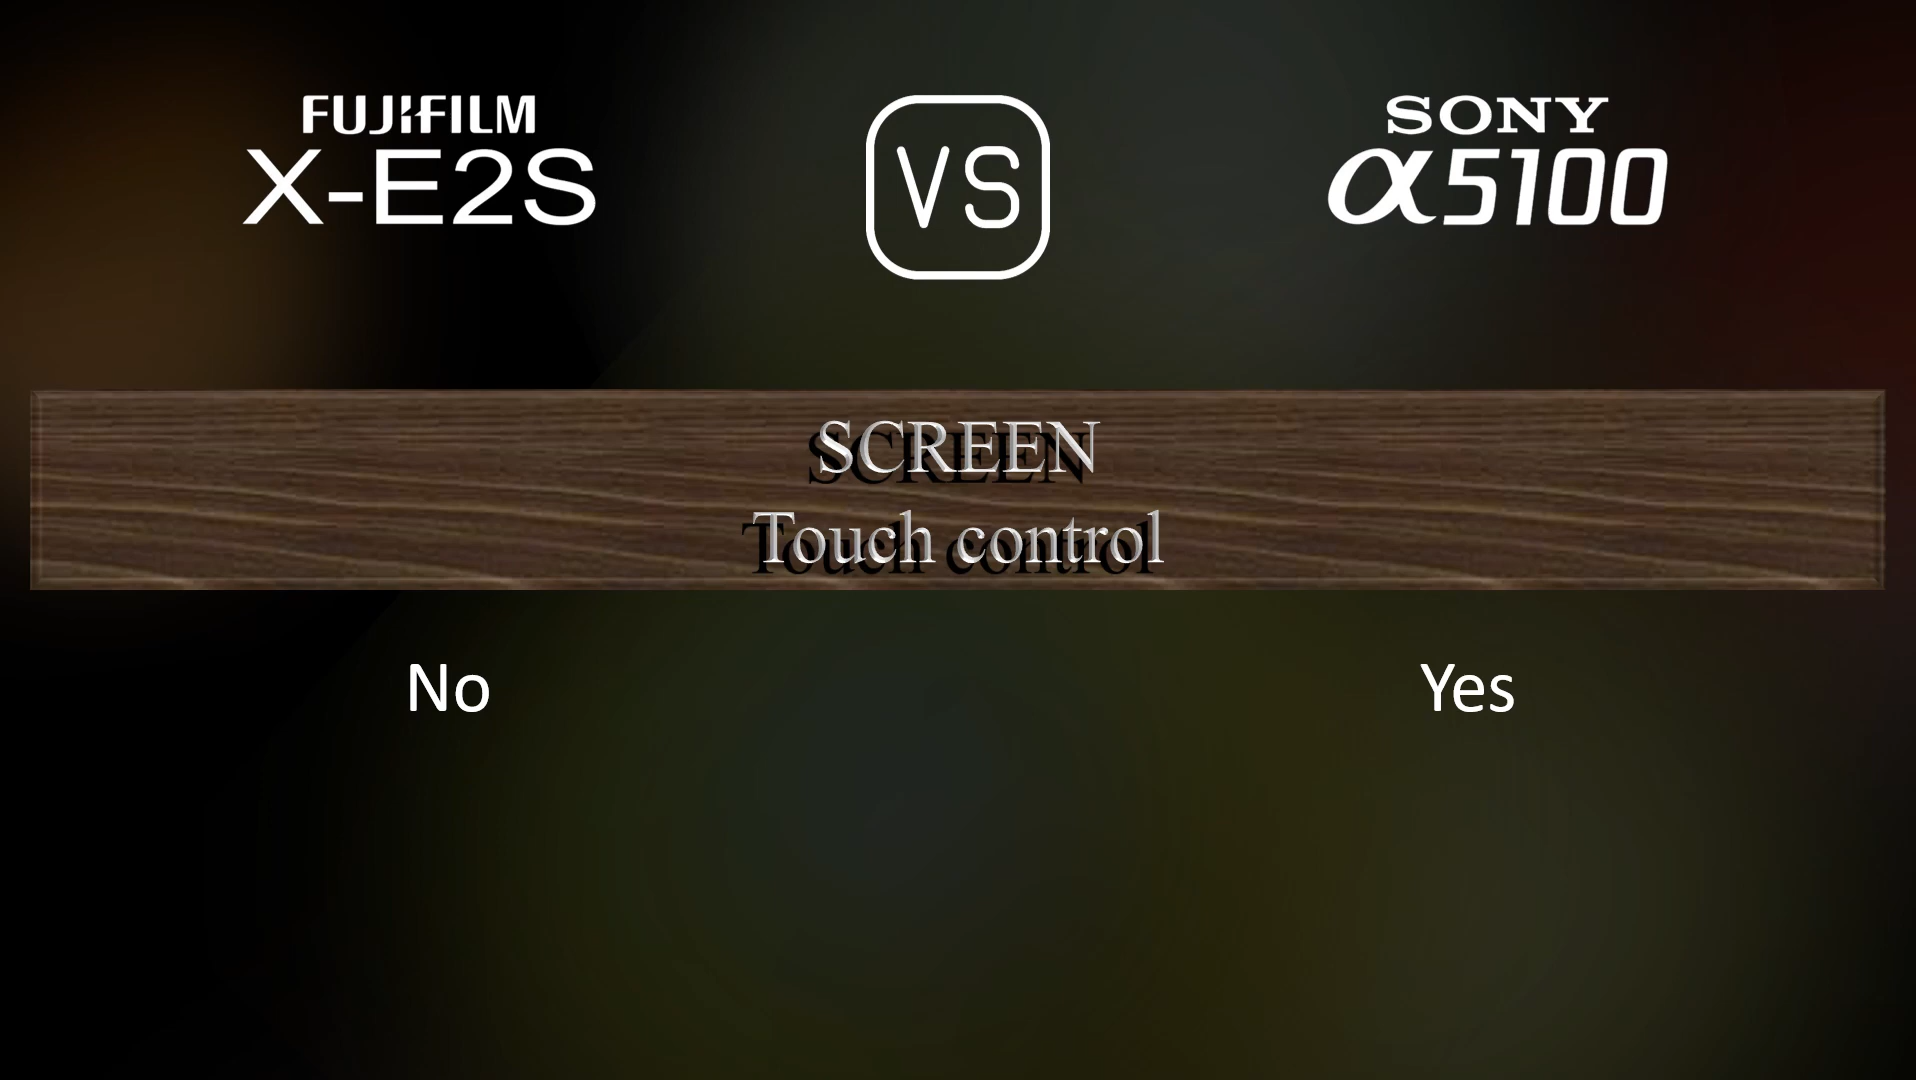 FUJIFILM
X-E2S
VS
SONY
α5100
SCREEN
Touch control
No
Yes